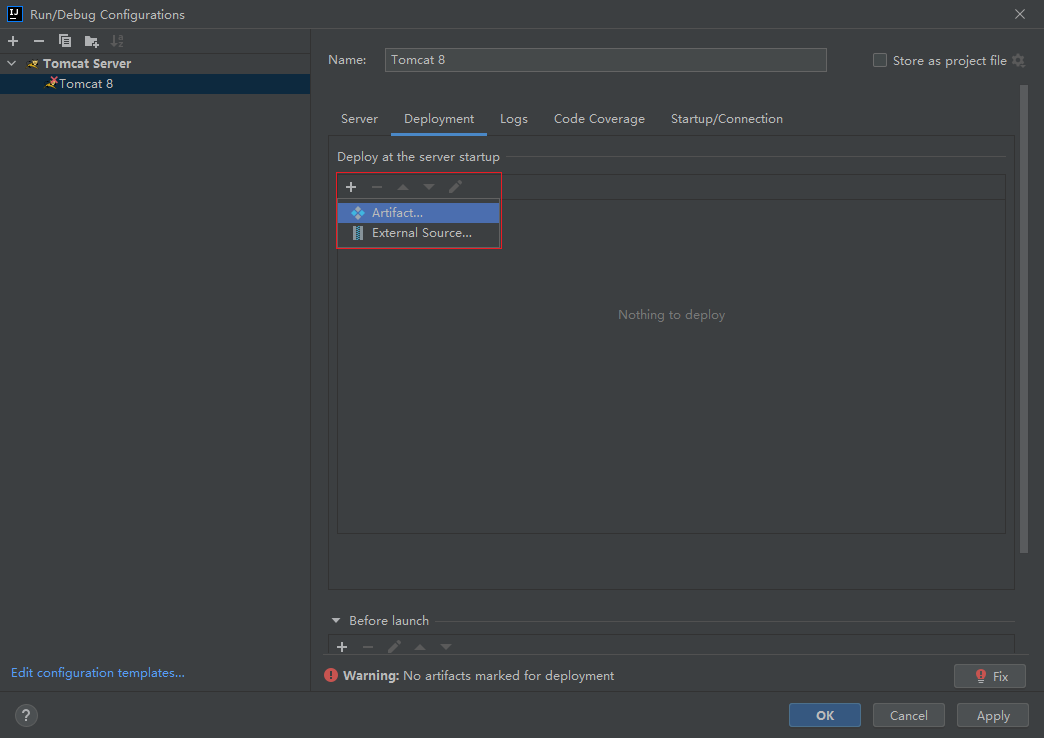 Run/Debug Configurations
Tomcat Server
Tomcat 8
Name: Tomcat 8 Store as project file
Server Deployment Logs Code Coverage Startup/Connection
Deploy at the server startup
Artifact...
External Source...
Nothing to deploy
Before launch
Edit configuration templates...
Warning: No artifacts marked for deployment Fix
? OK Cancel Apply